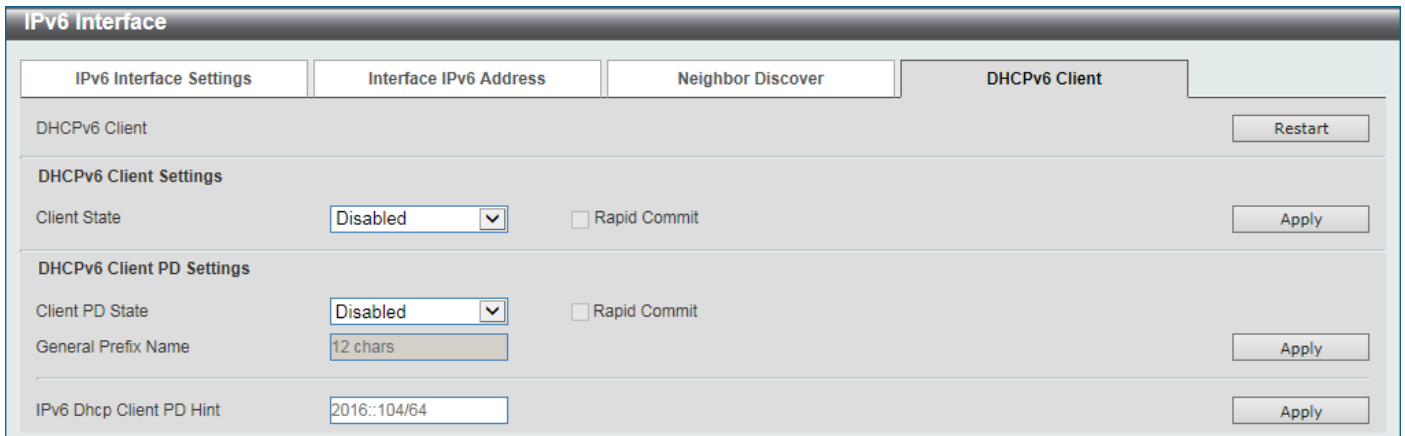 IPv6 Interface
IPv6 Interface Settings Interface IPv6 Address Neighbor Discover DHCPv6 Client
DHCPv6 Client Restart
DHCPv6 Client Settings
Client State Disabled Rapid Commit Apply
DHCPv6 Client PD Settings
Client PD State Disabled Rapid Commit
General Prefix Name 12 chars Apply
IPv6 Dhcp Client PD Hint 2016::104/64 Apply